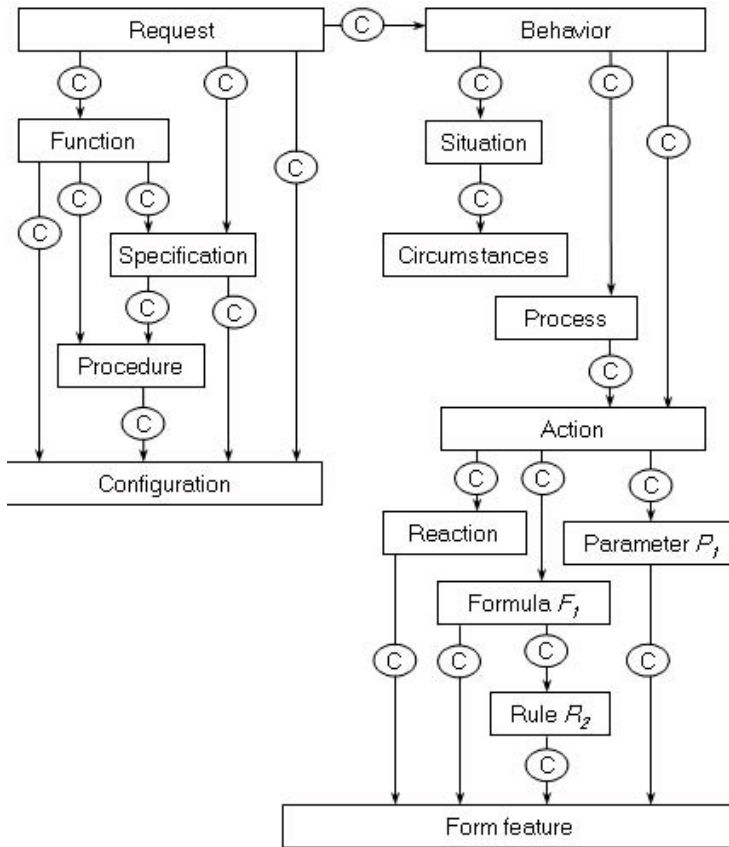 Request
C
Behavior
C
C
C
C
Function
Situation
C
C
C
C
C
C
Specification
Circumstances
C
C
Process
Procedure
C
C
Action
Configuration
C
C
C
Reaction
Parameter P1
Formula F1
C
C
C
C
Rule R2
C
Form feature